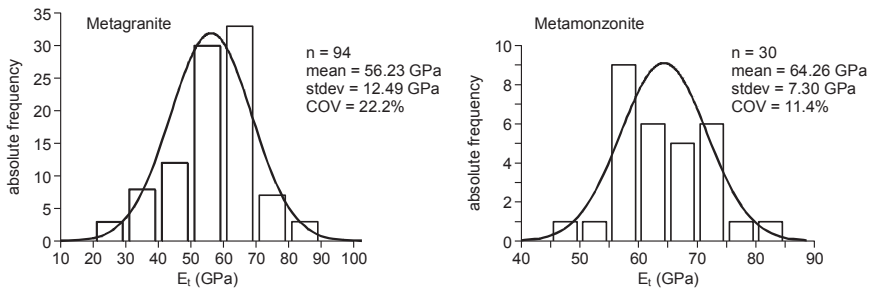 Metagranite
n = 94
mean = 56.23 GPa
stdev = 12.49 GPa
COV = 22.2%
absolute frequency
35
30
25
20
15
10
5
0
10 20 30 40 50 60 70 80 90 100
Et (GPa)
Metamonzonite
n = 30
mean = 64.26 GPa
stdev = 7.30 GPa
COV = 11.4%
absolute frequency
10
8
6
4
2
0
40 50 60 70 80 90
Et (GPa)